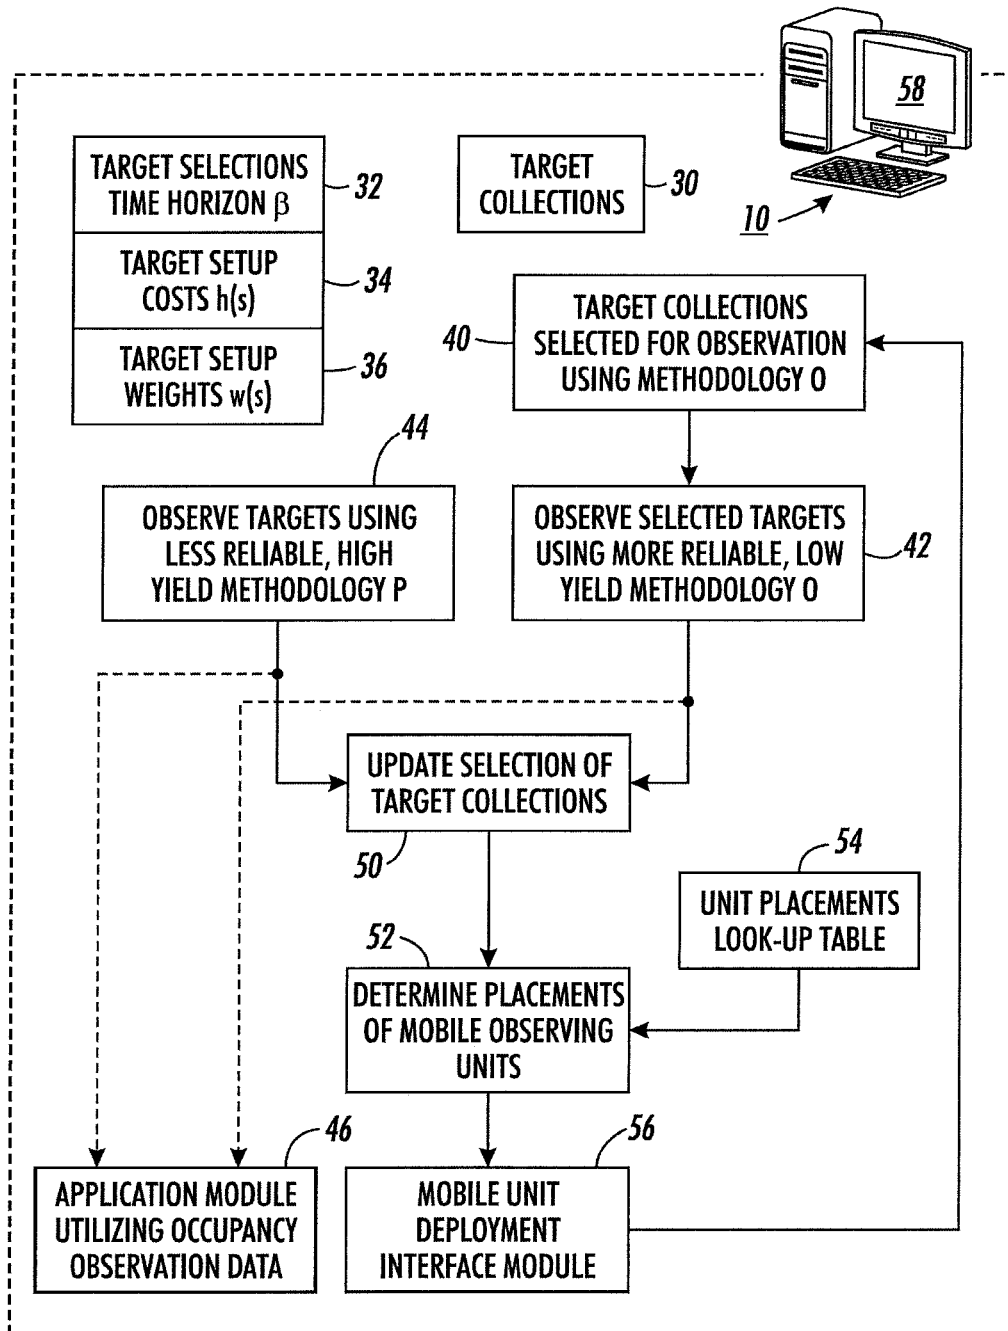 58
10
TARGET SELECTIONS
TIME HORIZON β
32
TARGET SETUP
COSTS h(s)
34
TARGET SETUP
WEIGHTS w(s)
36
TARGET
COLLECTIONS
30
TARGET COLLECTIONS
SELECTED FOR OBSERVATION
USING METHODOLOGY O
40
44
OBSERVE TARGETS USING
LESS RELIABLE, HIGH
YIELD METHODOLOGY P
OBSERVE SELECTED TARGETS
USING MORE RELIABLE, LOW
YIELD METHODOLOGY O
42
UPDATE SELECTION OF
TARGET COLLECTIONS
50
54
UNIT PLACEMENTS
LOOK-UP TABLE
52
DETERMINE PLACEMENTS
OF MOBILE OBSERVING
UNITS
46
APPLICATION MODULE
UTILIZING OCCUPANCY
OBSERVATION DATA
56
MOBILE UNIT
DEPLOYMENT
INTERFACE MODULE